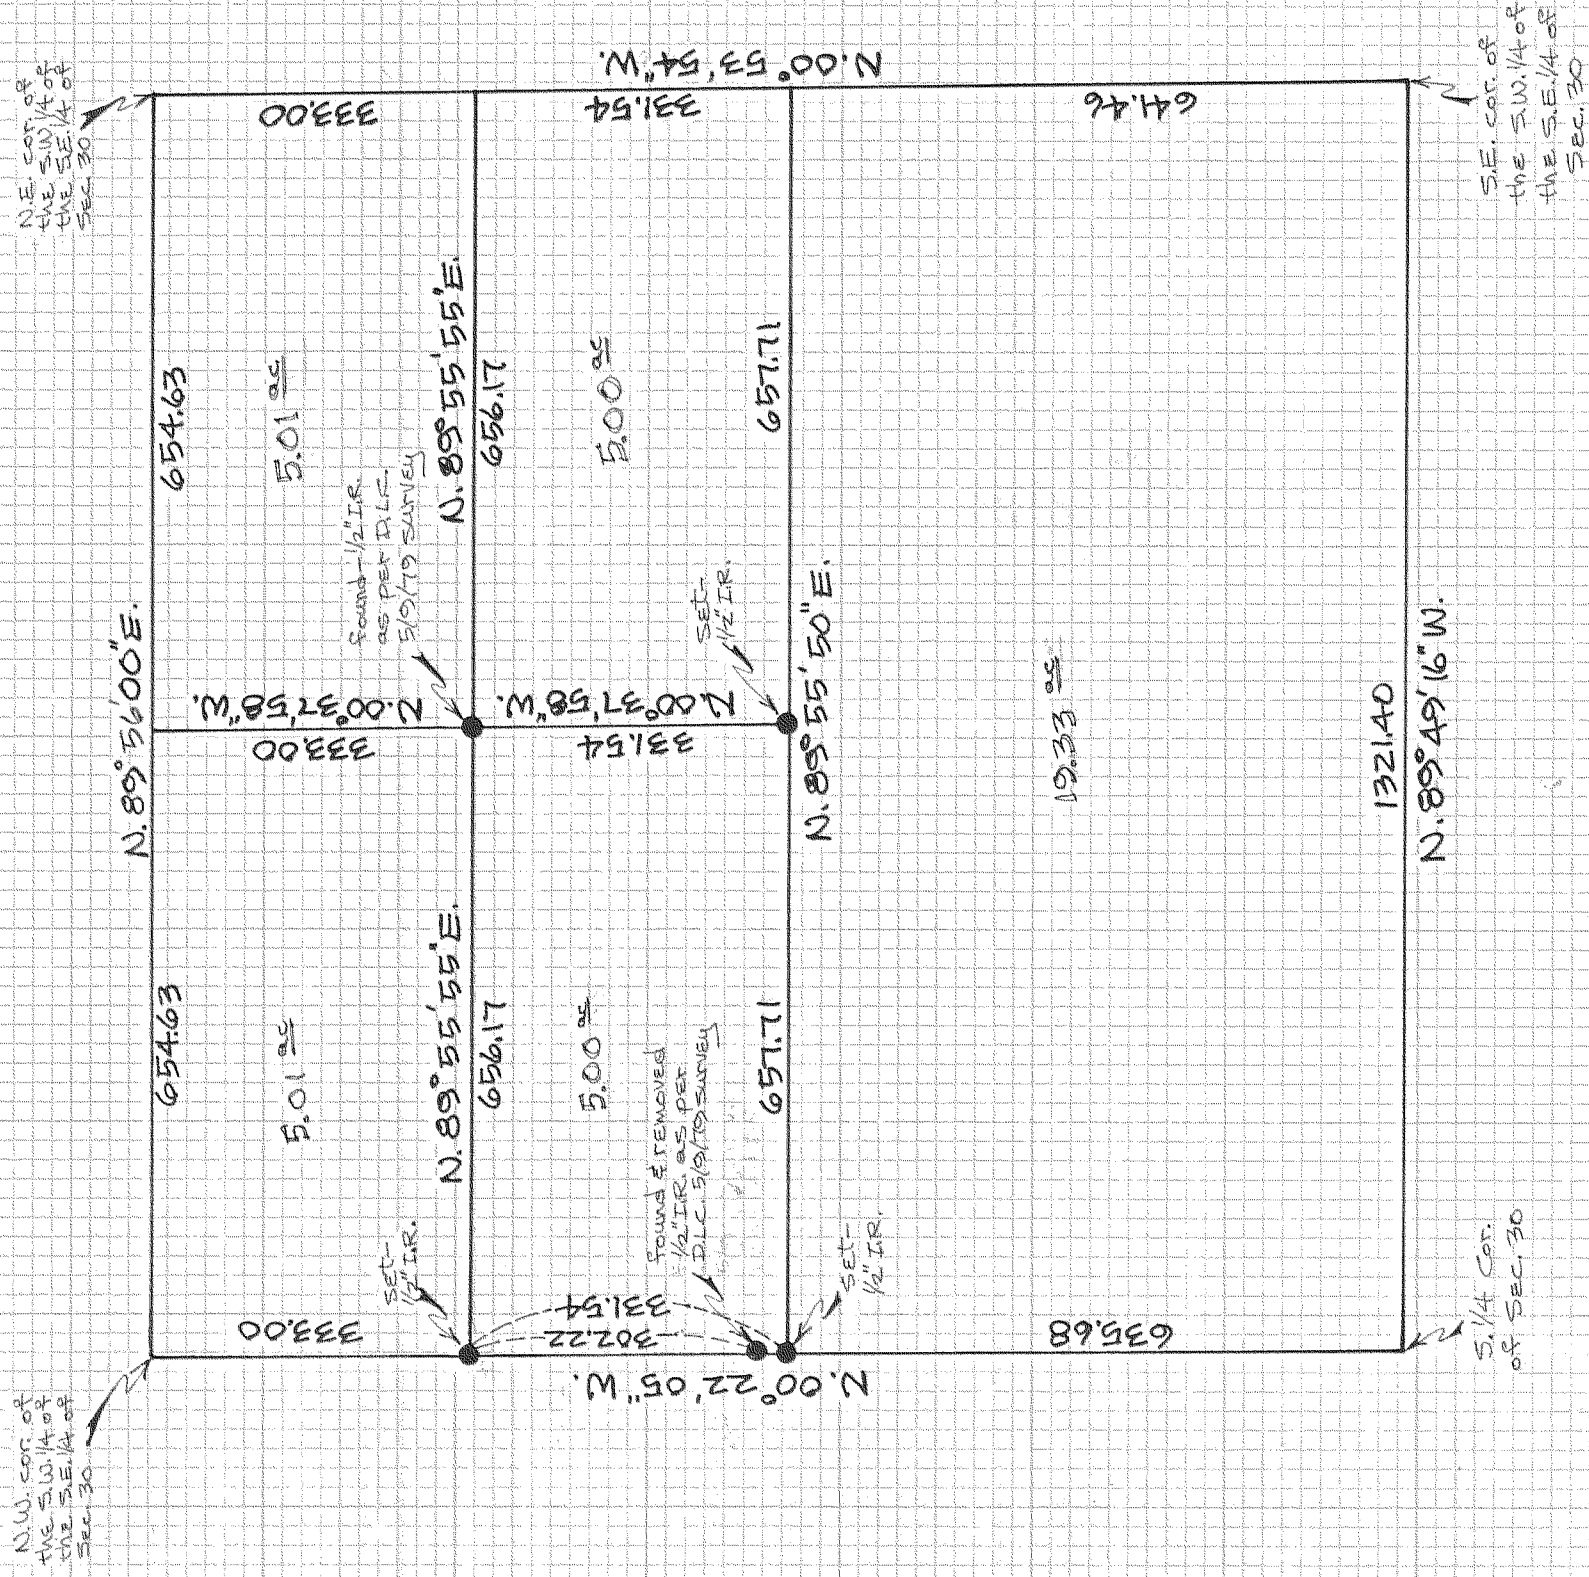 N.W. cor. of
the S.W. 1/4 of
the S.E. 1/4 of
Sec. 30
N.E. cor. of
the S.W. 1/4 of
the S.E. 1/4 of
Sec. 30
N. 89° 56' 00" E.
654.63
654.63
333.00
5.01 ac
N. 00° 37' 58" W.
333.00
5.01 ac
333.00
found - 1/2" I.R.
as per D.L.C.
5/9/79 survey
Set-
1/2" I.R.
N. 89° 55' 55" E.
656.17
N. 89° 55' 55" E.
656.17
N. 00° 22' 05" W.
302.22
331.54
5.00 ac
found & removed
1/2" I.R. as per
D.L.C. 5/9/79 survey
N. 00° 37' 58" W.
331.54
Set-
1/2" I.R.
5.00 ac
331.54
N. 00° 53' 54" W.
657.71
657.71
N. 89° 55' 50" E.
Set-
1/2" I.R.
635.68
19.33 ac
641.46
1321.40
N. 89° 49' 16" W.
S. 1/4 Cor.
of Sec. 30
S.E. cor. of
the S.W. 1/4 of
the S.E. 1/4 of
Sec. 30